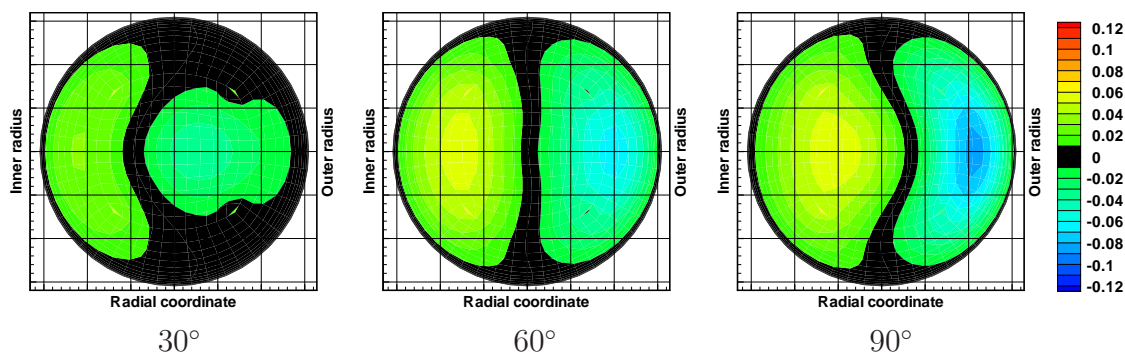 Inner radius
Radial coordinate
Outer radius
30°
Inner radius
Radial coordinate
Outer radius
60°
Inner radius
Radial coordinate
Outer radius
90°
0.12
0.1
0.08
0.06
0.04
0.02
0
-0.02
-0.04
-0.06
-0.08
-0.1
-0.12